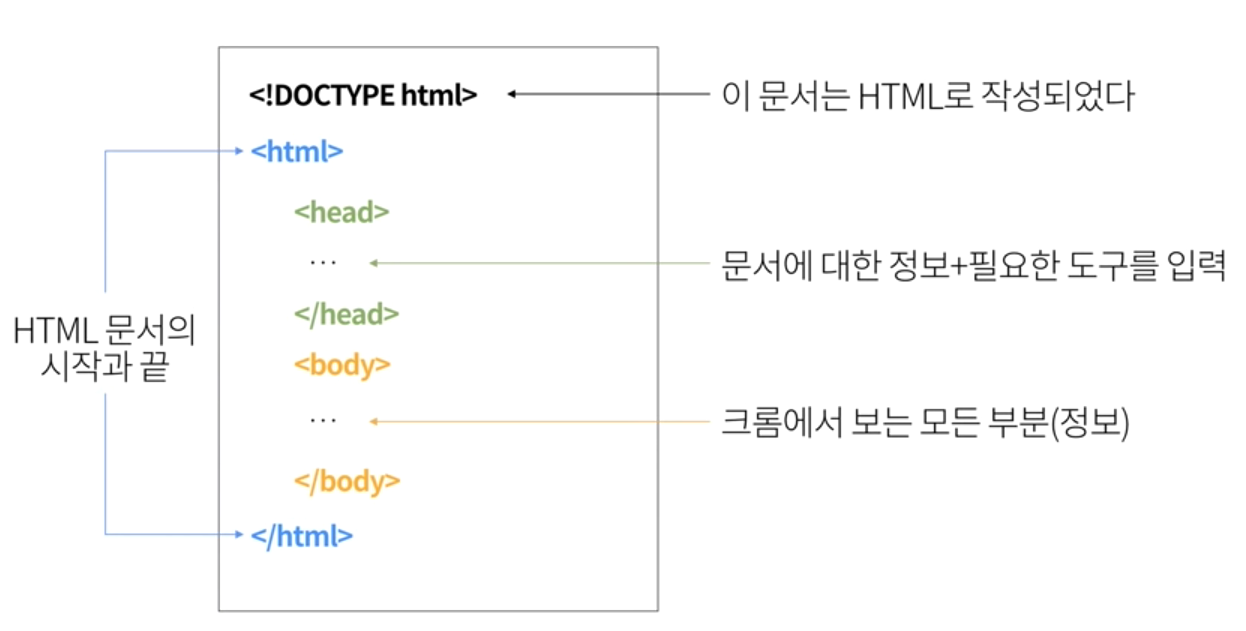 <!DOCTYPE html>
이 문서는 HTML로 작성되었다
<html>
<head>
...
문서에 대한 정보+필요한 도구를 입력
</head>
HTML 문서의
시작과 끝
<body>
...
크롬에서 보는 모든 부분(정보)
</body>
</html>